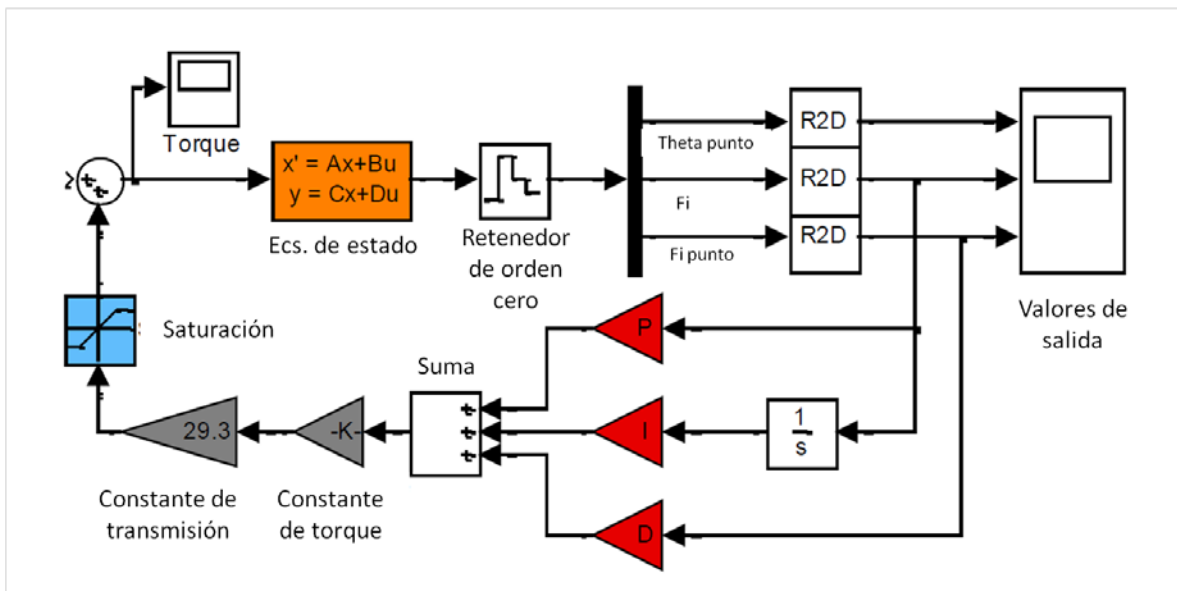 Torque
x' = Ax+Bu
y = Cx+Du
Ecs. de estado
Retenedor
de orden
cero
Theta punto
Fi
Fi punto
R2D
R2D
R2D
Valores de
salida
Saturación
Suma
P
I
D
1
s
-K-
29.3
Constante de
transmisión
Constante
de torque